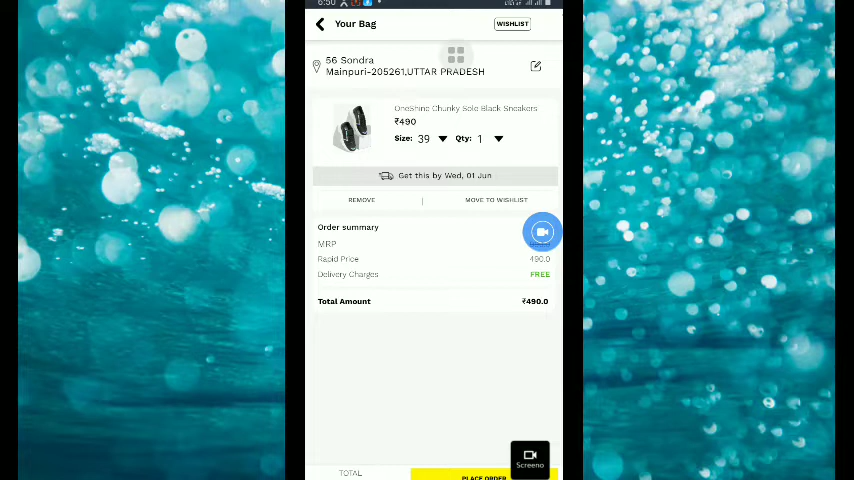 6:50
Your Bag
WISHLIST
56 Sondra
Mainpuri-205261,UTTAR PRADESH
OneShine Chunky Sole Black Sneakers
₹490
Size: 39 Qty: 1
Get this by Wed, 01 Jun
REMOVE | MOVE TO WISHLIST
Order summary
MRP
Rapid Price 490.0
Delivery Charges FREE
Total Amount ₹490.0
Screeno
TOTAL
PLACE ORDER